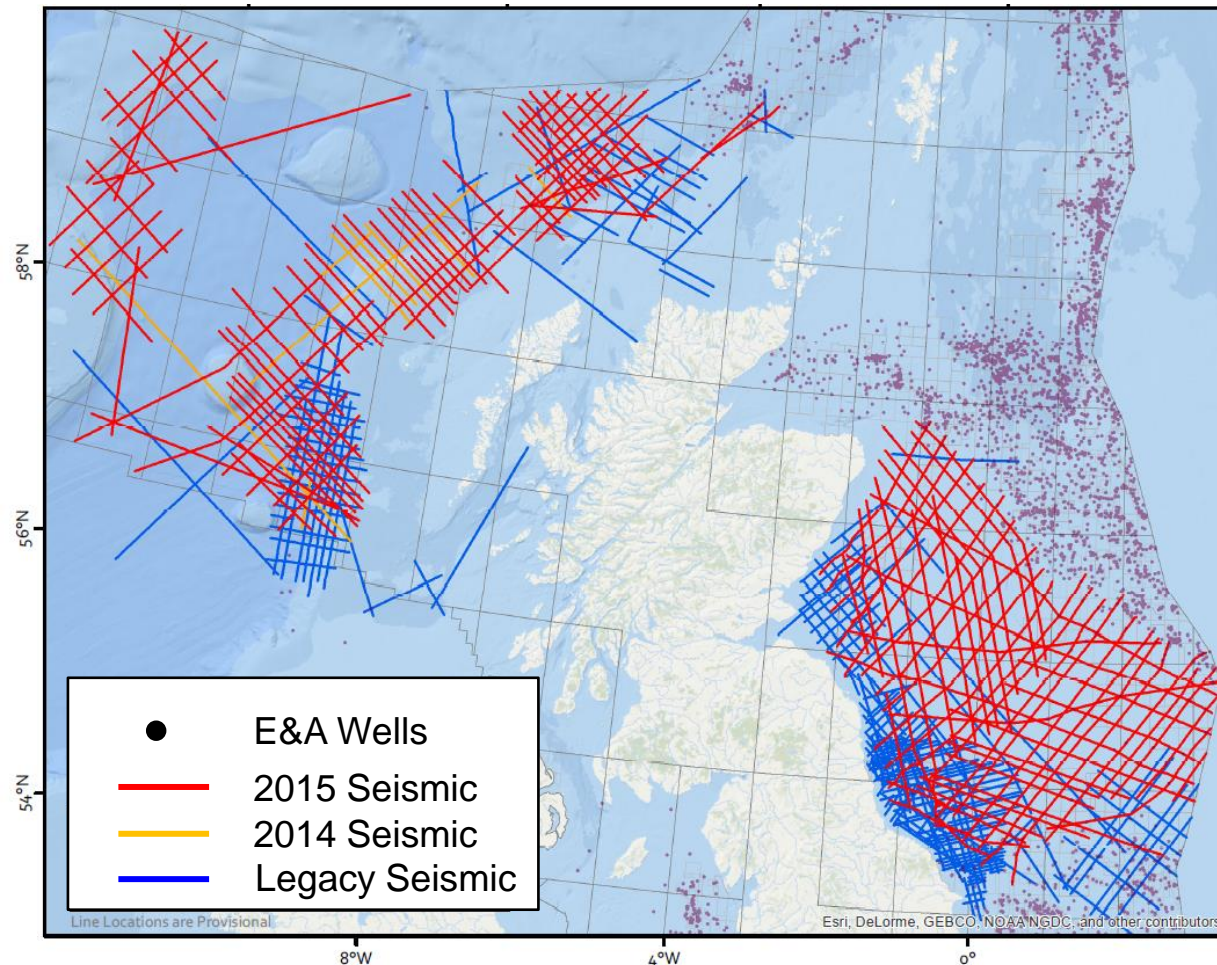 58°N
56°N
54°N
E&A Wells
2015 Seismic
2014 Seismic
Legacy Seismic
Line Locations are Provisional
Esri, DeLorme, GEBCO, NOAA NGDC, and other contributors
8°W
4°W
0°